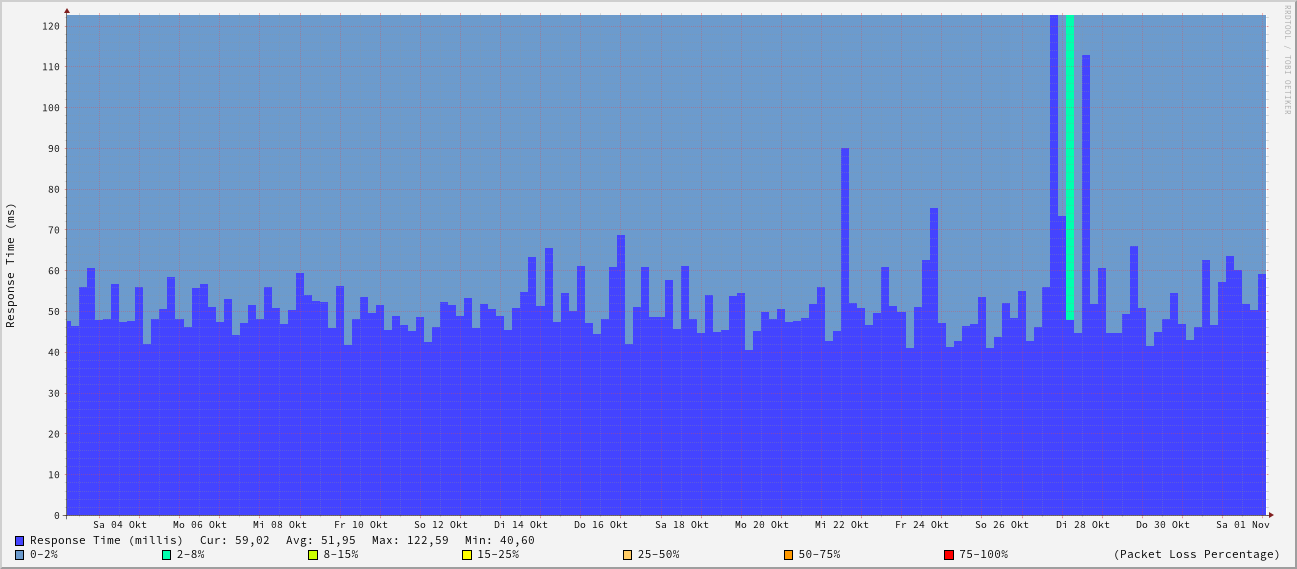 RRDTOOL / TOBI OETIKER
Response Time (ms)
120
110
100
90
80
70
60
50
40
30
20
10
0
Sa 04 Okt Mo 06 Okt Mi 08 Okt Fr 10 Okt So 12 Okt Di 14 Okt Do 16 Okt Sa 18 Okt Mo 20 Okt Mi 22 Okt Fr 24 Okt So 26 Okt Di 28 Okt Do 30 Okt Sa 01 Nov
Response Time (millis) Cur: 59,02 Avg: 51,95 Max: 122,59 Min: 40,60
0-2% 2-8% 8-15% 15-25% 25-50% 50-75% 75-100% (Packet Loss Percentage)